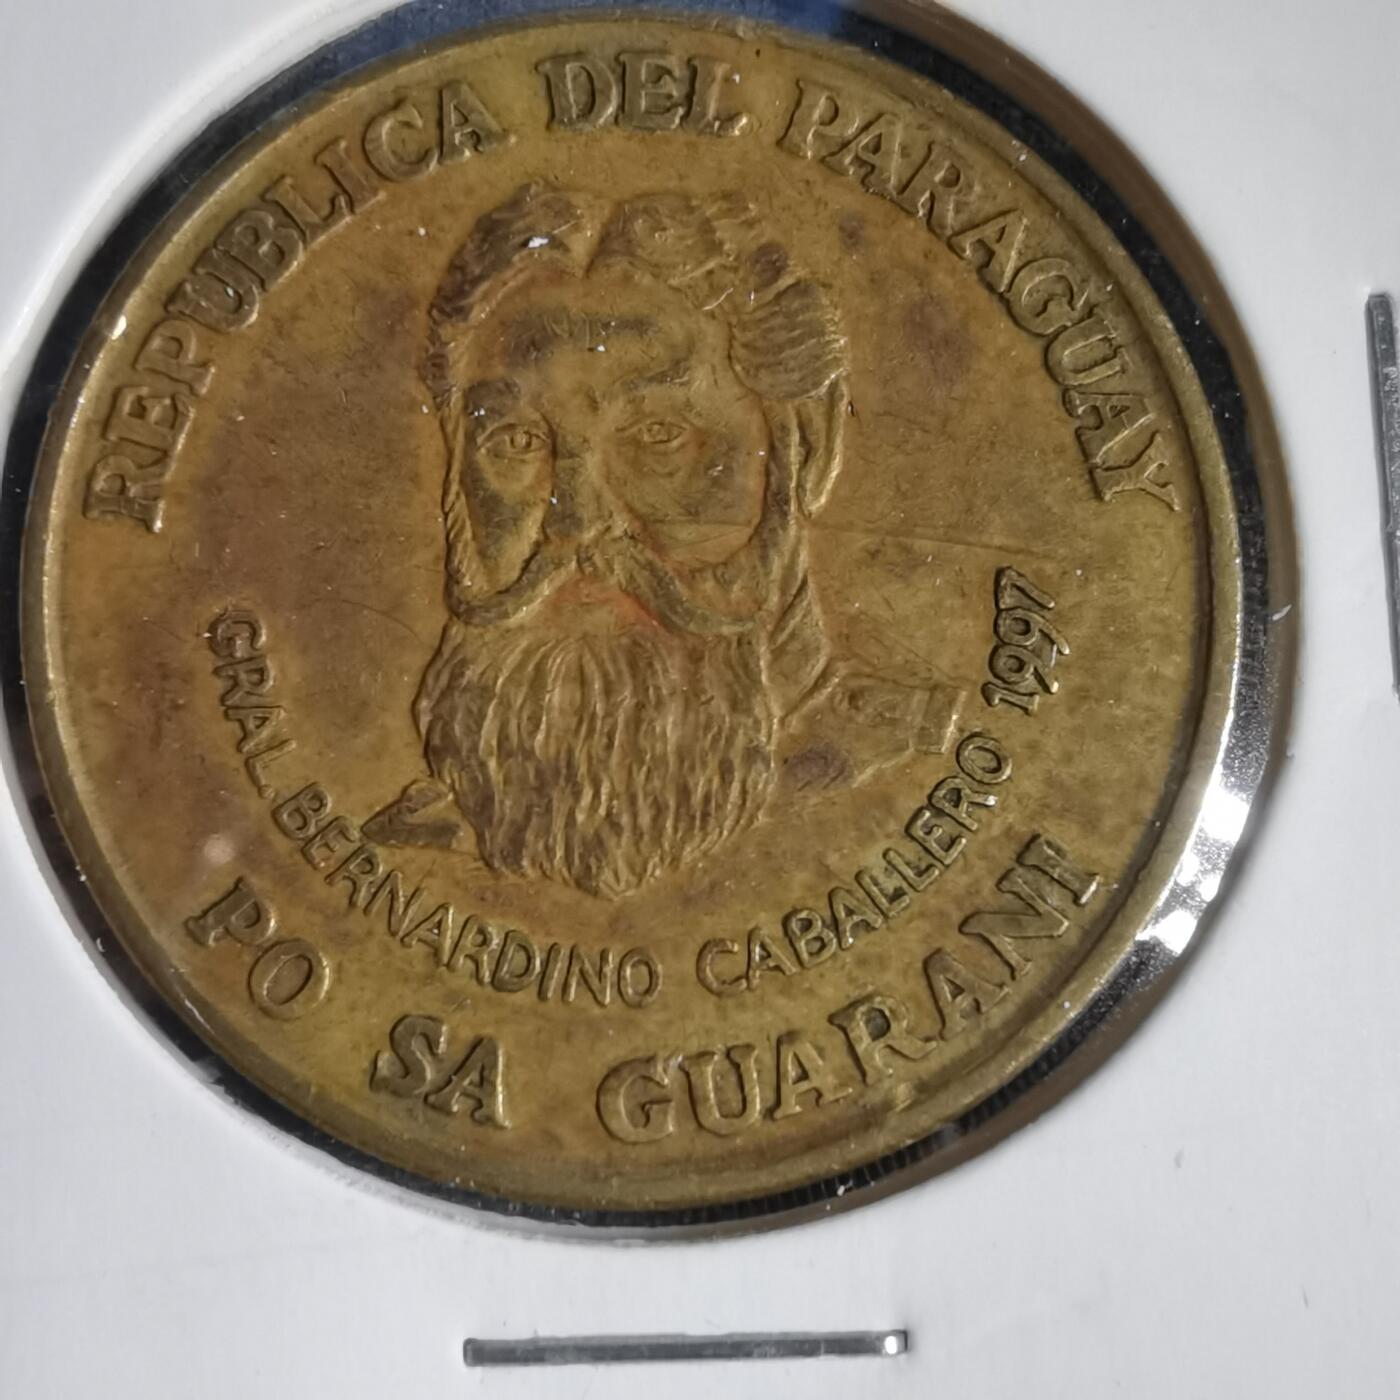 REPUBLICA DEL PARAGUAY
GRAL. BERNARDINO CABALLERO 1997
PO SA GUARANI